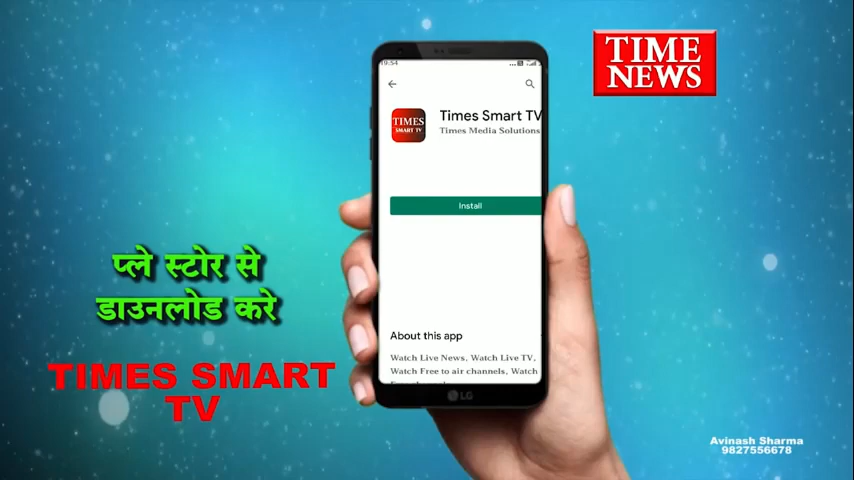 TIME
NEWS
19:54
Times Smart TV
TIMES
SMART TV
Times Media Solutions
Install
प्ले स्टोर से
डाउनलोड करे
TIMES SMART
TV
About this app
Watch Live News, Watch Live TV,
Watch Free to air channels, Watch
LG
Avinash Sharma
9827556678